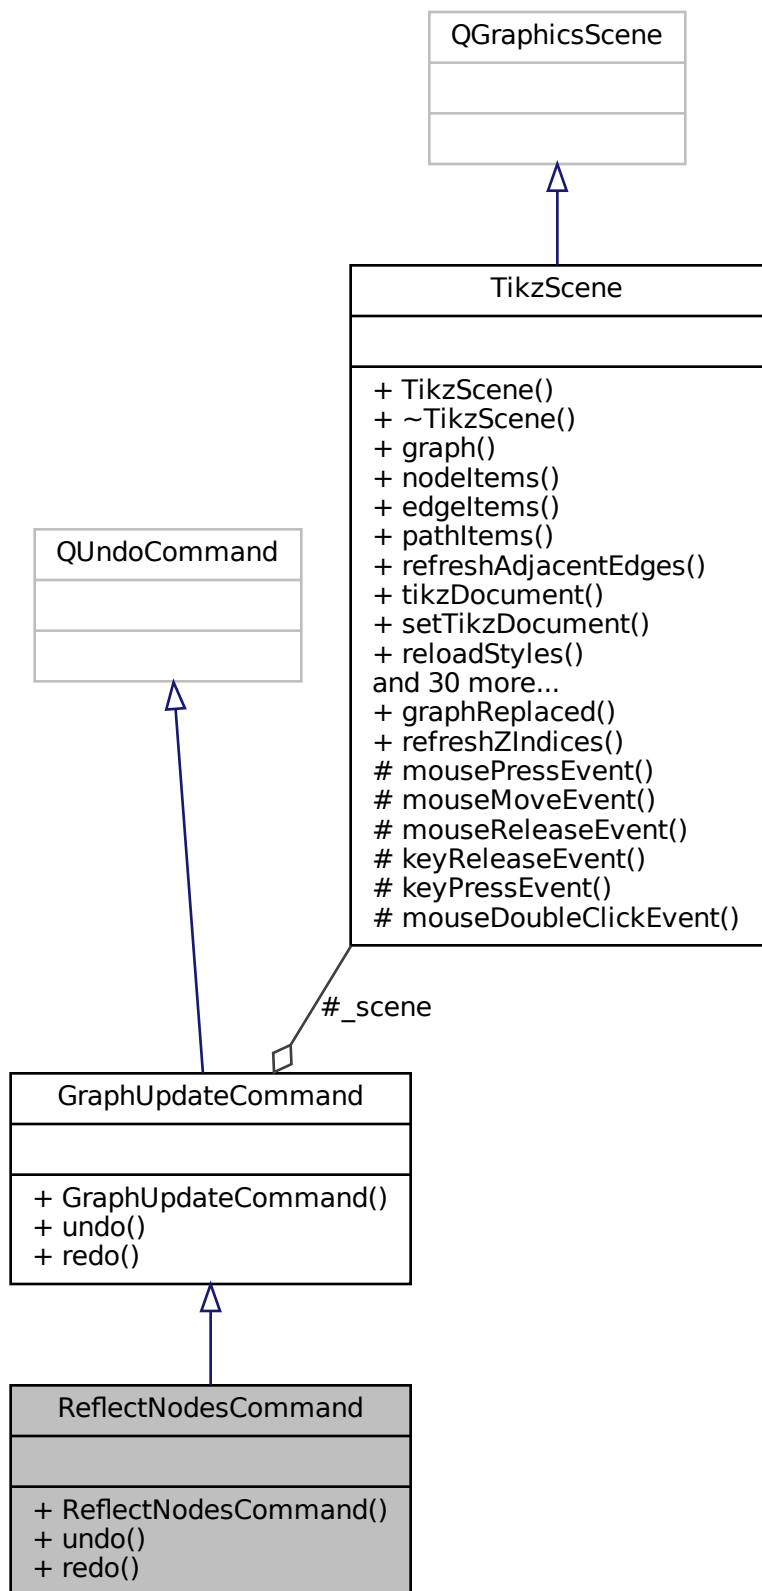 QGraphicsScene
TikzScene
+ TikzScene()
+ ~TikzScene()
+ graph()
+ nodeItems()
+ edgeItems()
+ pathItems()
+ refreshAdjacentEdges()
+ tikzDocument()
+ setTikzDocument()
+ reloadStyles()
and 30 more...
+ graphReplaced()
+ refreshZIndices()
# mousePressEvent()
# mouseMoveEvent()
# mouseReleaseEvent()
# keyReleaseEvent()
# keyPressEvent()
# mouseDoubleClickEvent()
QUndoCommand
#_scene
GraphUpdateCommand
+ GraphUpdateCommand()
+ undo()
+ redo()
ReflectNodesCommand
+ ReflectNodesCommand()
+ undo()
+ redo()